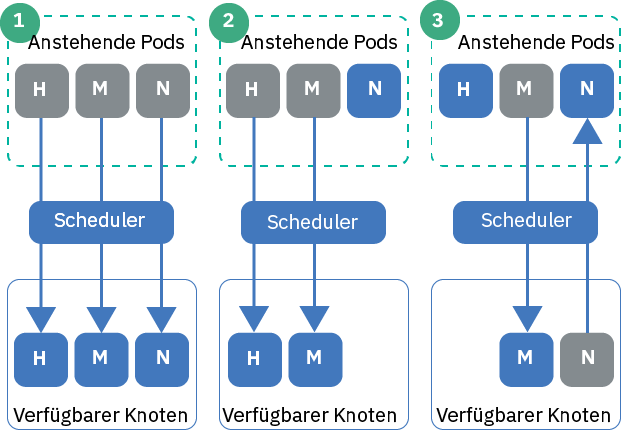 1
Anstehende Pods
H M N
Scheduler
H M N
Verfügbarer Knoten
2
Anstehende Pods
H M N
Scheduler
H M
Verfügbarer Knoten
3
Anstehende Pods
H M N
Scheduler
M N
Verfügbarer Knoten